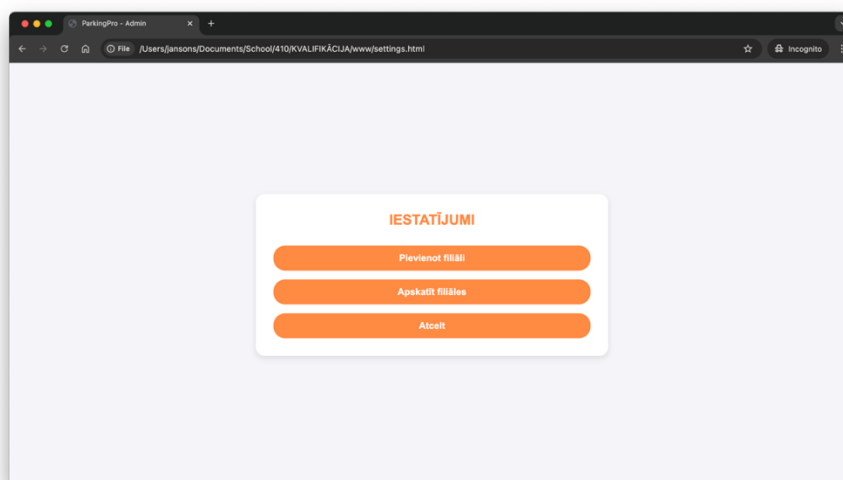 ParkingPro - Admin
File /Users/jansons/Documents/School/410/KVALIFIKĀCIJA/www/settings.html
Incognito
IESTATĪJUMI
Pievienot filiāli
Apskatīt filiāles
Atcelt